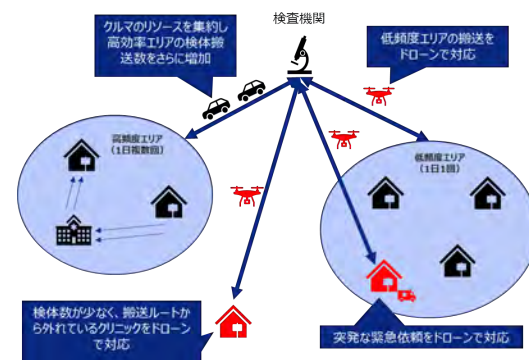 検査機関
クルマのリソースを集約し
高効率エリアの検体搬
送数をさらに増加
低頻度エリアの搬送を
ドローンで対応
高頻度エリア
(1日複数回)
低頻度エリア
(1日1回)
検体数が少なく、搬送ルートか
ら外れているクリニックをドローン
で対応
突発な緊急依頼をドローンで対応